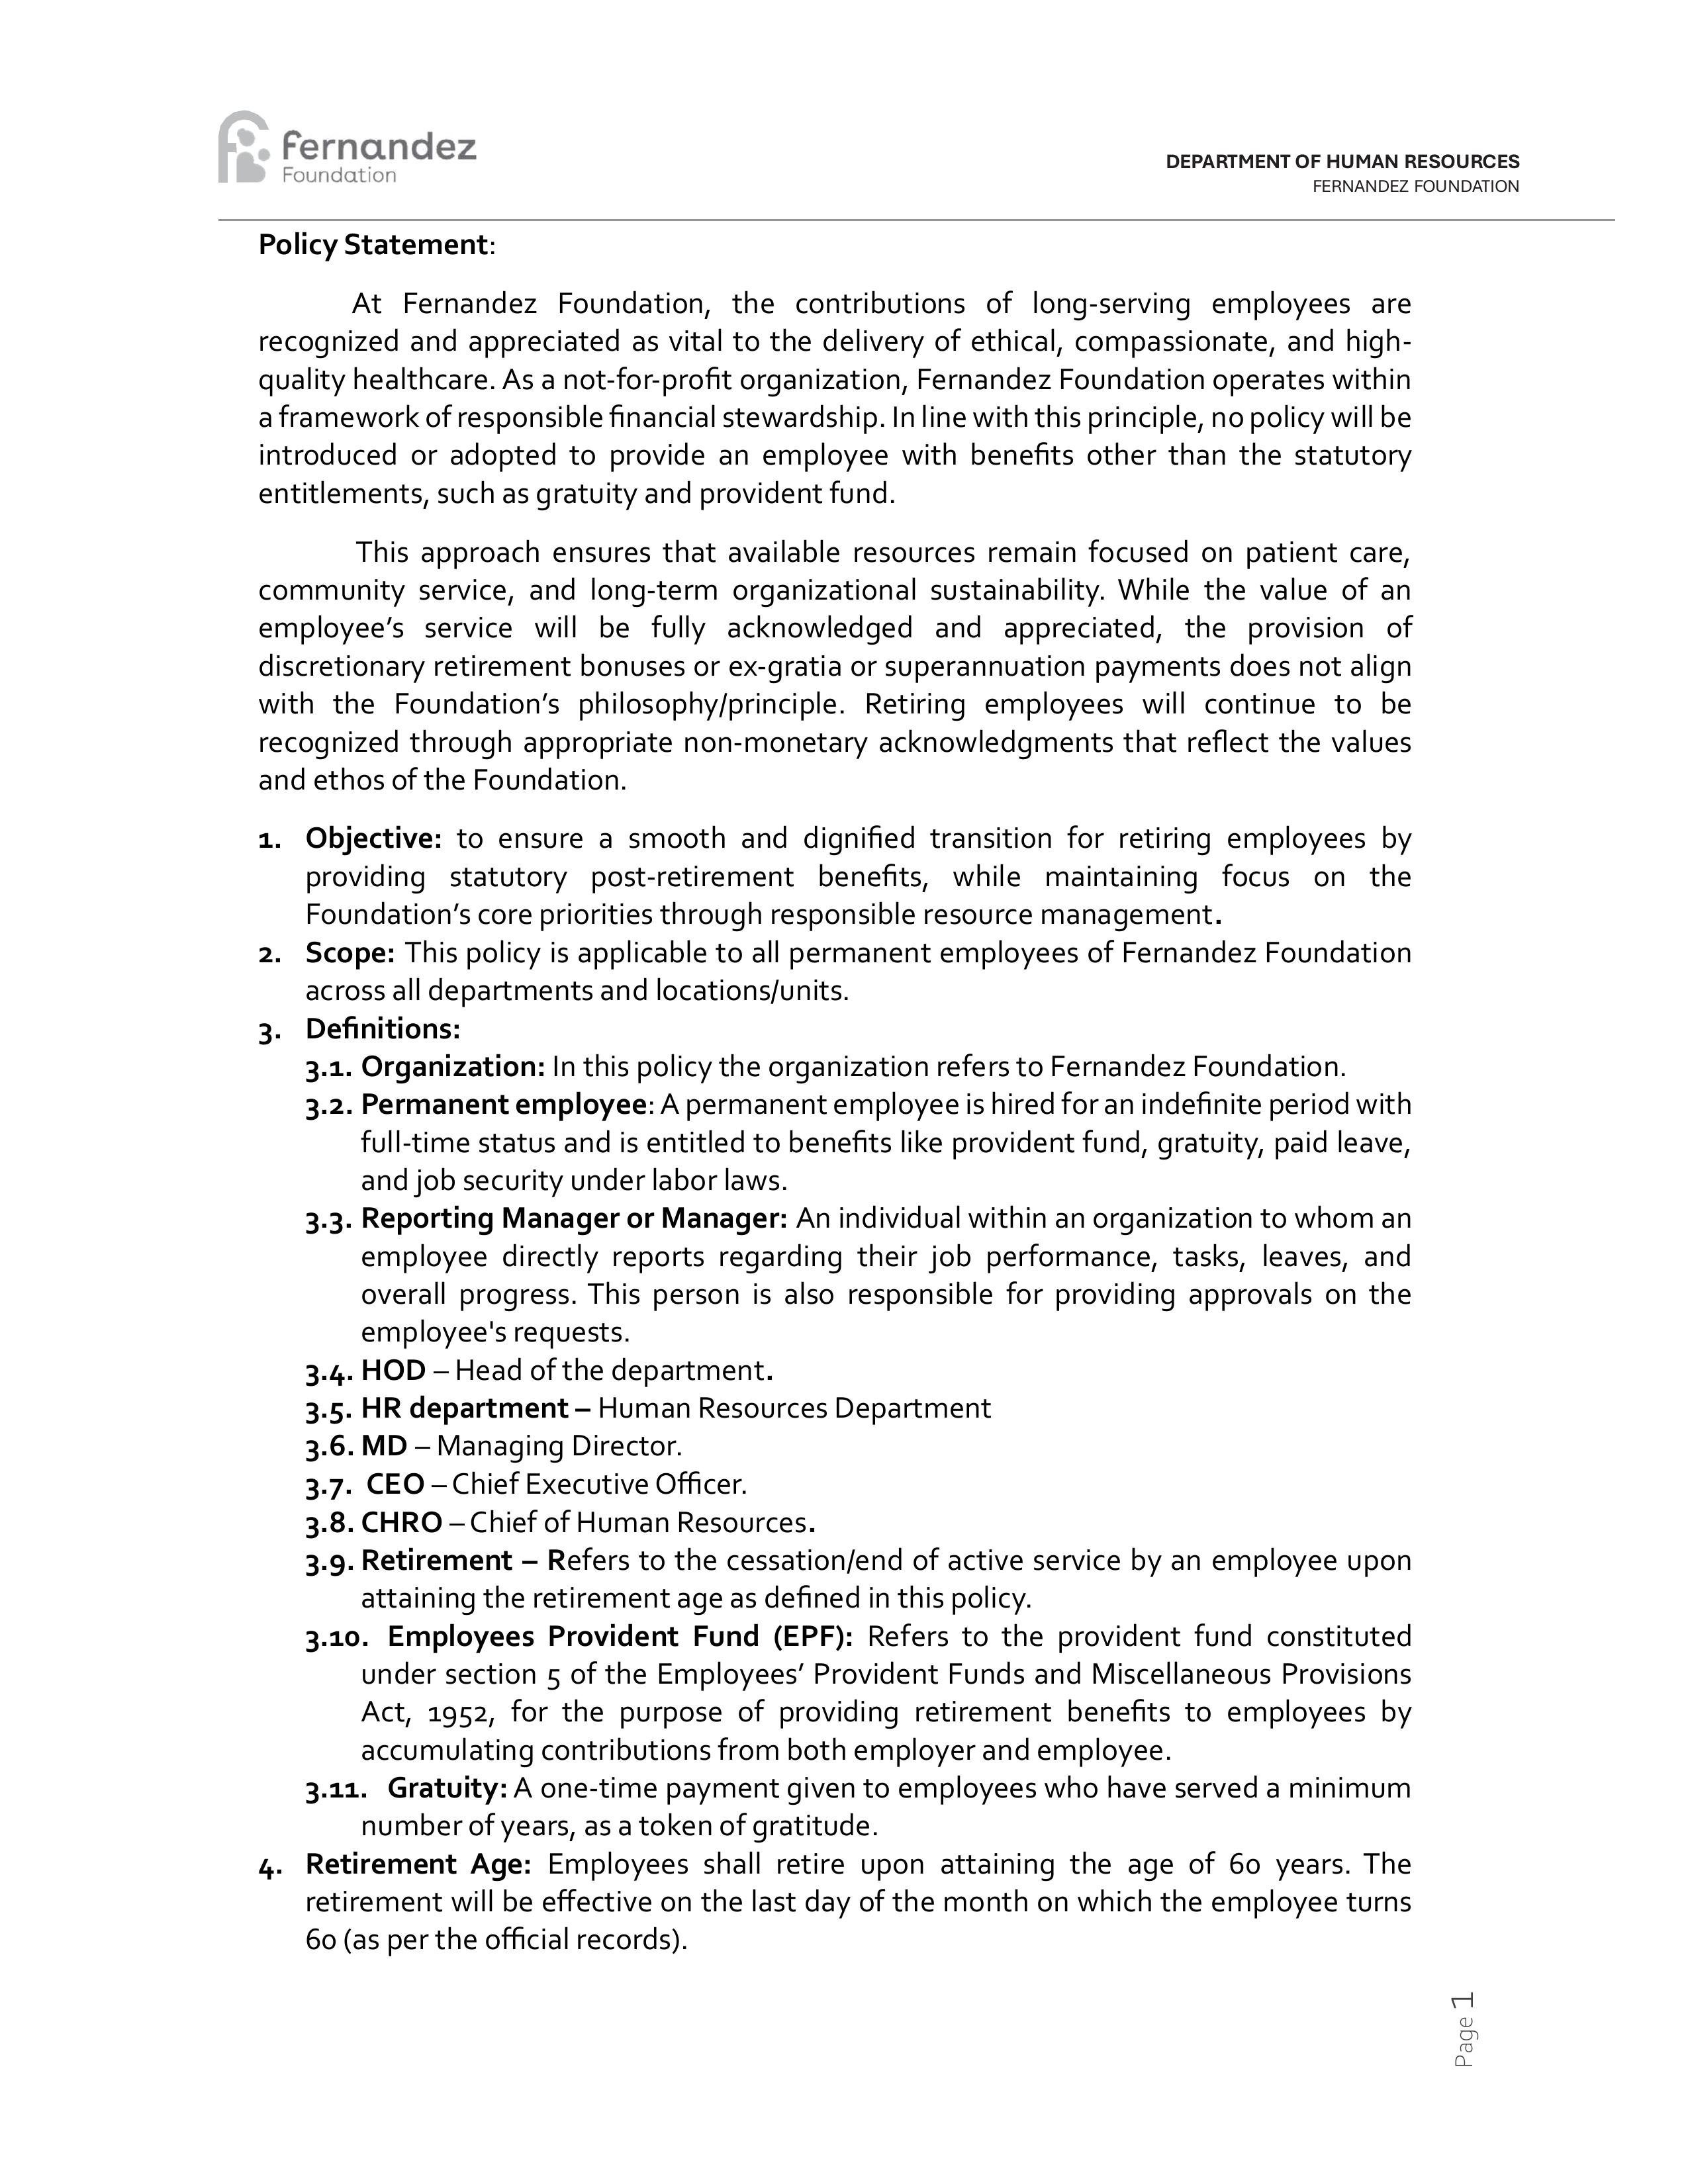 fernandez
Foundation
DEPARTMENT OF HUMAN RESOURCES
FERNANDEZ FOUNDATION
Policy Statement:
At Fernandez Foundation, the contributions of long-serving employees are
recognized and appreciated as vital to the delivery of ethical, compassionate, and high-
quality healthcare. As a not-for-profit organization, Fernandez Foundation operates within
a framework of responsible financial stewardship. In line with this principle, no policy will be
introduced or adopted to provide an employee with benefits other than the statutory
entitlements, such as gratuity and provident fund.
This approach ensures that available resources remain focused on patient care,
community service, and long-term organizational sustainability. While the value of an
employee’s service will be fully acknowledged and appreciated, the provision of
discretionary retirement bonuses or ex-gratia or superannuation payments does not align
with the Foundation’s philosophy/principle. Retiring employees will continue to be
recognized through appropriate non-monetary acknowledgments that reflect the values
and ethos of the Foundation.
1. Objective: to ensure a smooth and dignified transition for retiring employees by
providing statutory post-retirement benefits, while maintaining focus on the
Foundation’s core priorities through responsible resource management.
2. Scope: This policy is applicable to all permanent employees of Fernandez Foundation
across all departments and locations/units.
3. Definitions:
3.1. Organization: In this policy the organization refers to Fernandez Foundation.
3.2. Permanent employee: A permanent employee is hired for an indefinite period with
full-time status and is entitled to benefits like provident fund, gratuity, paid leave,
and job security under labor laws.
3.3. Reporting Manager or Manager: An individual within an organization to whom an
employee directly reports regarding their job performance, tasks, leaves, and
overall progress. This person is also responsible for providing approvals on the
employee's requests.
3.4. HOD – Head of the department.
3.5. HR department – Human Resources Department
3.6. MD – Managing Director.
3.7. CEO – Chief Executive Officer.
3.8. CHRO – Chief of Human Resources.
3.9. Retirement – Refers to the cessation/end of active service by an employee upon
attaining the retirement age as defined in this policy.
3.10. Employees Provident Fund (EPF): Refers to the provident fund constituted
under section 5 of the Employees’ Provident Funds and Miscellaneous Provisions
Act, 1952, for the purpose of providing retirement benefits to employees by
accumulating contributions from both employer and employee.
3.11. Gratuity: A one-time payment given to employees who have served a minimum
number of years, as a token of gratitude.
4. Retirement Age: Employees shall retire upon attaining the age of 60 years. The
retirement will be effective on the last day of the month on which the employee turns
60 (as per the official records).
Page 1